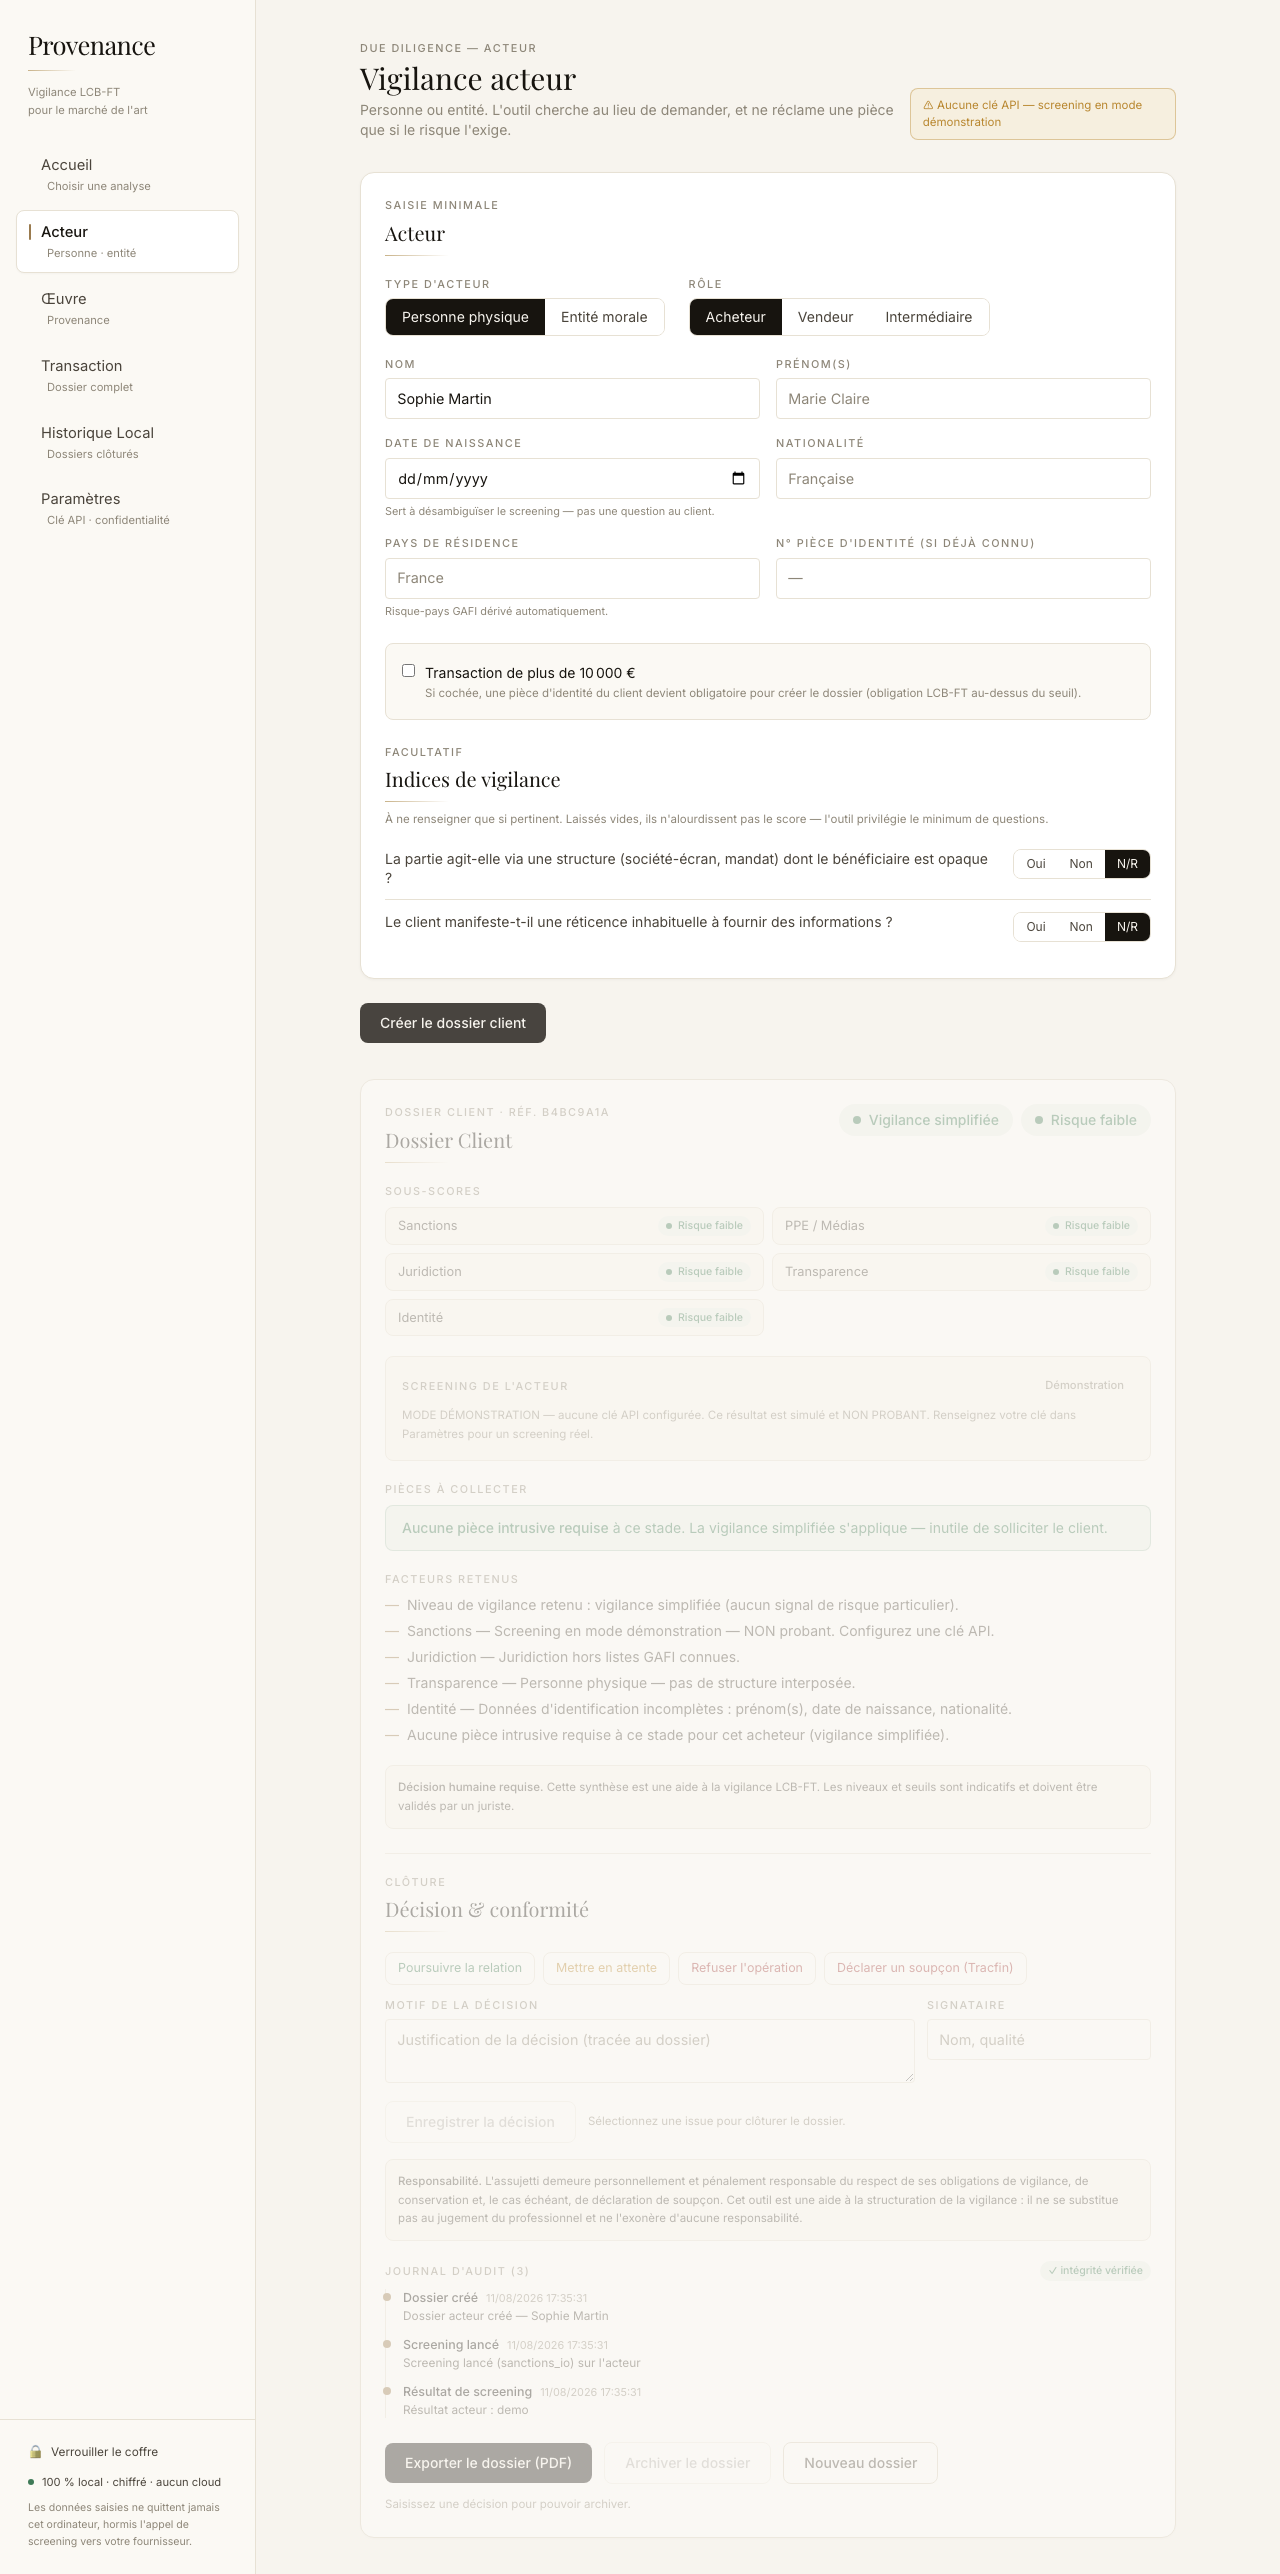 Provenance
Vigilance LCB-FT
pour le marché de l'art
Accueil
Choisir une analyse
Acteur
Personne · entité
Œuvre
Provenance
Transaction
Dossier complet
Historique Local
Dossiers clôturés
Paramètres
Clé API · confidentialité
🔒 Verrouiller le coffre
100 % local · chiffré · aucun cloud
Les données saisies ne quittent jamais
cet ordinateur, hormis l'appel de
screening vers votre fournisseur.
DUE DILIGENCE — ACTEUR
Vigilance acteur
Personne ou entité. L'outil cherche au lieu de demander, et ne réclame une pièce
que si le risque l'exige.
⚠ Aucune clé API — screening en mode
démonstration
SAISIE MINIMALE
Acteur
TYPE D'ACTEUR RÔLE
Personne physique Entité morale Acheteur Vendeur Intermédiaire
NOM PRÉNOM(S)
Sophie Martin Marie Claire
DATE DE NAISSANCE NATIONALITÉ
dd/mm/yyyy Française
Sert à désambiguïser le screening — pas une question au client.
PAYS DE RÉSIDENCE N° PIÈCE D'IDENTITÉ (SI DÉJÀ CONNU)
France —
Risque-pays GAFI dérivé automatiquement.
Transaction de plus de 10 000 €
Si cochée, une pièce d'identité du client devient obligatoire pour créer le dossier (obligation LCB-FT au-dessus du seuil).
FACULTATIF
Indices de vigilance
À ne renseigner que si pertinent. Laissés vides, ils n'alourdissent pas le score — l'outil privilégie le minimum de questions.
La partie agit-elle via une structure (société-écran, mandat) dont le bénéficiaire est opaque
?
Oui Non N/R
Le client manifeste-t-il une réticence inhabituelle à fournir des informations ?
Oui Non N/R
Créer le dossier client
DOSSIER CLIENT · RÉF. B4BC9A1A
Dossier Client
Vigilance simplifiée Risque faible
SOUS-SCORES
Sanctions Risque faible PPE / Médias Risque faible
Juridiction Risque faible Transparence Risque faible
Identité Risque faible
SCREENING DE L'ACTEUR Démonstration
MODE DÉMONSTRATION — aucune clé API configurée. Ce résultat est simulé et NON PROBANT. Renseignez votre clé dans
Paramètres pour un screening réel.
PIÈCES À COLLECTER
Aucune pièce intrusive requise à ce stade. La vigilance simplifiée s'applique — inutile de solliciter le client.
FACTEURS RETENUS
— Niveau de vigilance retenu : vigilance simplifiée (aucun signal de risque particulier).
— Sanctions — Screening en mode démonstration — NON probant. Configurez une clé API.
— Juridiction — Juridiction hors listes GAFI connues.
— Transparence — Personne physique — pas de structure interposée.
— Identité — Données d'identification incomplètes : prénom(s), date de naissance, nationalité.
— Aucune pièce intrusive requise à ce stade pour cet acheteur (vigilance simplifiée).
Décision humaine requise. Cette synthèse est une aide à la vigilance LCB-FT. Les niveaux et seuils sont indicatifs et doivent être
validés par un juriste.
CLÔTURE
Décision & conformité
Poursuivre la relation Mettre en attente Refuser l'opération Déclarer un soupçon (Tracfin)
MOTIF DE LA DÉCISION SIGNATAIRE
Justification de la décision (tracée au dossier) Nom, qualité
Enregistrer la décision Sélectionnez une issue pour clôturer le dossier.
Responsabilité. L'assujetti demeure personnellement et pénalement responsable du respect de ses obligations de vigilance, de
conservation et, le cas échéant, de déclaration de soupçon. Cet outil est une aide à la structuration de la vigilance : il ne se substitue
pas au jugement du professionnel et ne l'exonère d'aucune responsabilité.
JOURNAL D'AUDIT (3) ✓ intégrité vérifiée
Dossier créé 11/08/2026 17:35:31
Dossier acteur créé — Sophie Martin
Screening lancé 11/08/2026 17:35:31
Screening lancé (sanctions_io) sur l'acteur
Résultat de screening 11/08/2026 17:35:31
Résultat acteur : demo
Exporter le dossier (PDF) Archiver le dossier Nouveau dossier
Saisissez une décision pour pouvoir archiver.